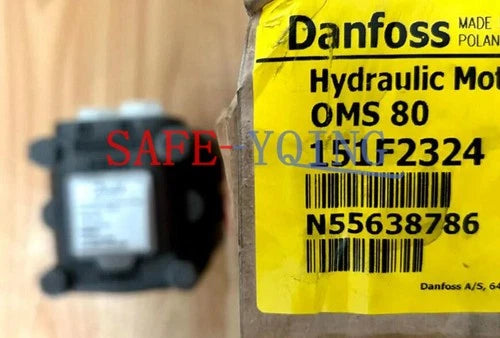 Danfoss
MADE
POLAN
Hydraulic Mot
OMS 80
151F2324
SAFE-YQING
N55638786
Danfoss A/S, 64